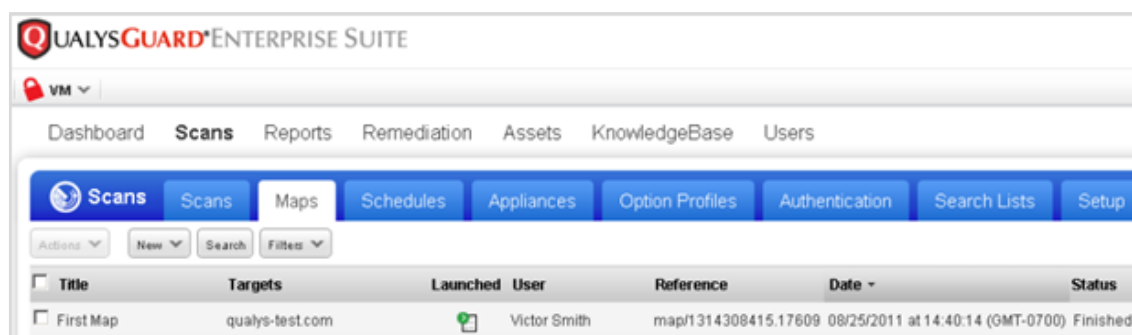 QUALYSGUARD® ENTERPRISE SUITE
VM
Dashboard Scans Reports Remediation Assets KnowledgeBase Users
Scans Scans Maps Schedules Appliances Option Profiles Authentication Search Lists Setup
Actions New Search Filters
Title Targets Launched User Reference Date Status
First Map qualys-test.com Victor Smith map/1314308415.17609 08/25/2011 at 14:40:14 (GMT-0700) Finished